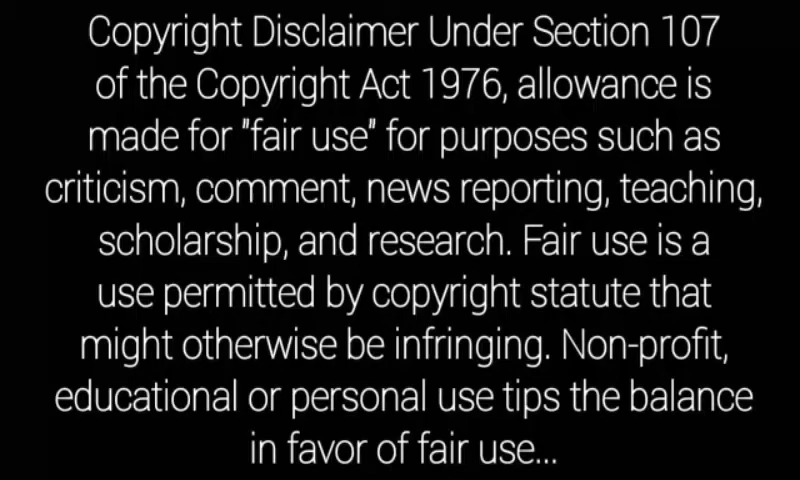 Copyright Disclaimer Under Section 107
of the Copyright Act 1976, allowance is
made for "fair use" for purposes such as
criticism, comment, news reporting, teaching,
scholarship, and research. Fair use is a
use permitted by copyright statute that
might otherwise be infringing. Non-profit,
educational or personal use tips the balance
in favor of fair use...